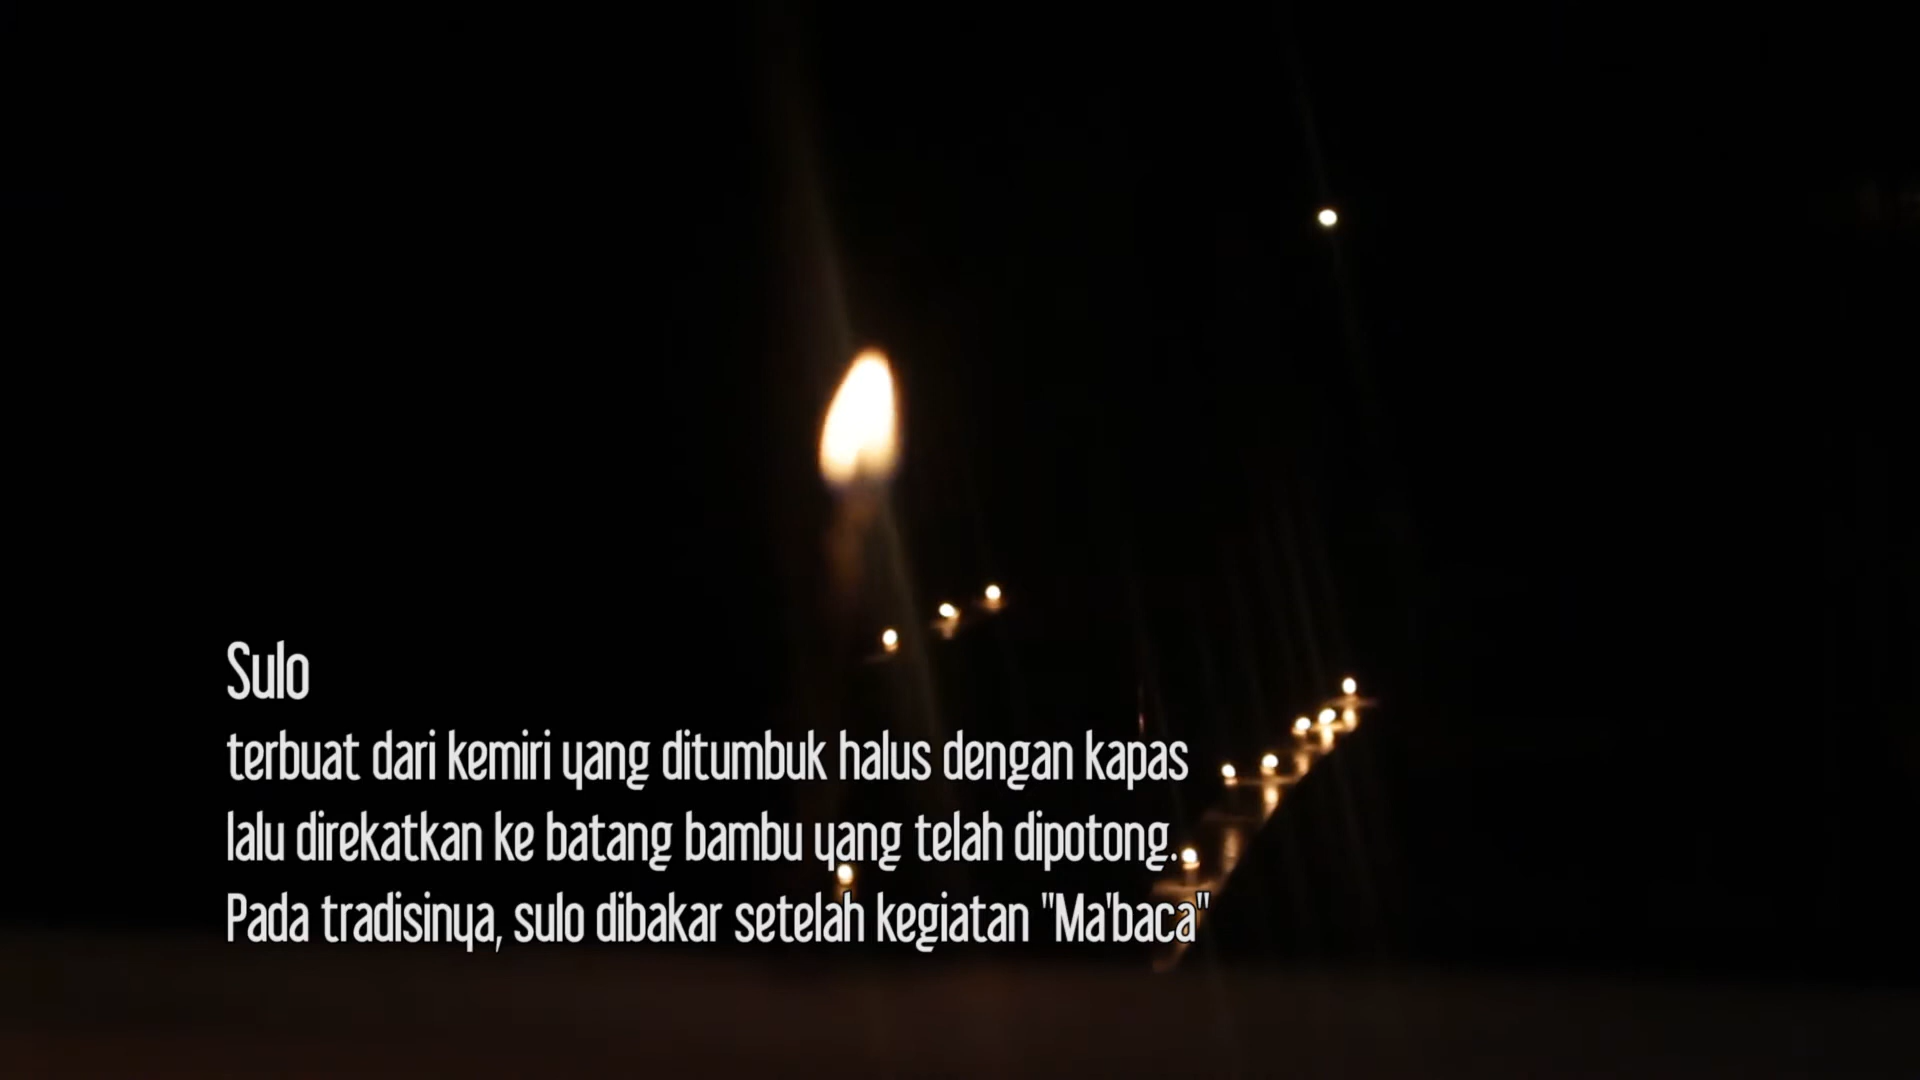 Sulo
terbuat dari kemiri yang ditumbuk halus dengan kapas
lalu direkatkan ke batang bambu yang telah dipotong.
Pada tradisinya, sulo dibakar setelah kegiatan "Ma'baca"